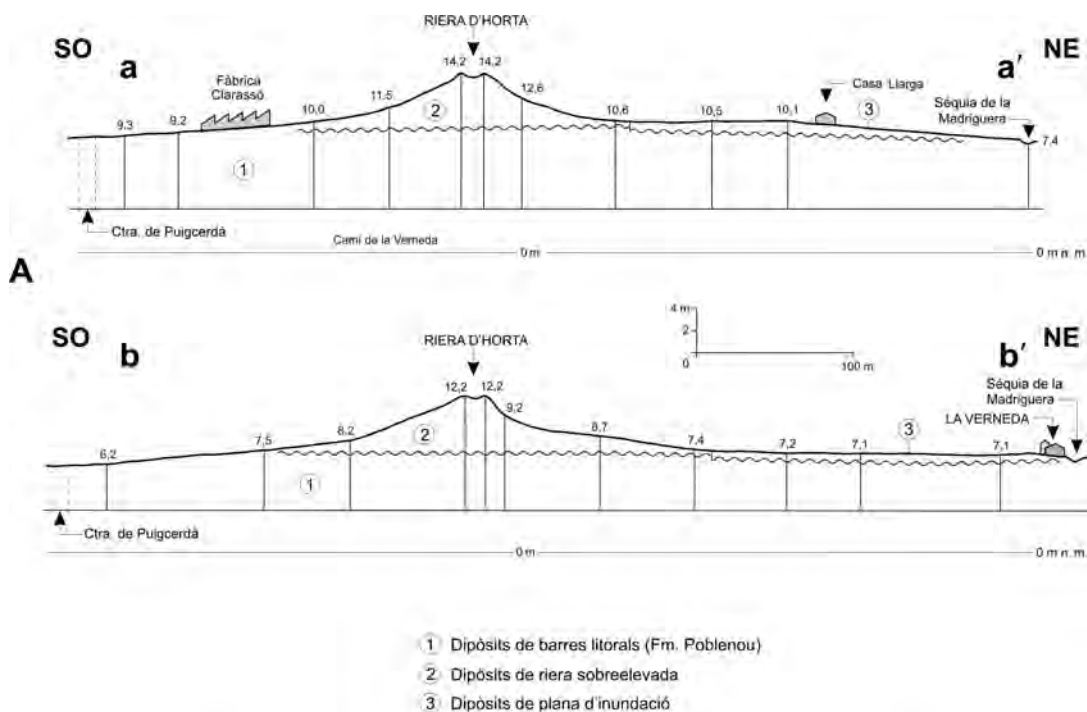 RIERA D'HORTA
SO
NE
a
a′
14,2
14,2
Fàbrica
Clarassó
Casa Llarga
12,6
11,5
2
3
Séquia de la
Madriguera
10,0
10,6
10,5
10,1
9,3
9,2
7,4
1
Ctra. de Puigcerdà
Camí de la Verneda
0 m
0 m n. m.
A
4 m
2
0
100 m
SO
NE
RIERA D'HORTA
b
b′
12,2
12,2
Séquia de la
Madriguera
LA VERNEDA
9,2
8,2
2
8,7
3
7,5
7,4
7,2
7,1
7,1
6,2
1
Ctra. de Puigcerdà
0 m
0 m n. m.
1 Dipòsits de barres litorals (Fm. Poblenou)
2 Dipòsits de riera sobreelevada
3 Dipòsits de plana d'inundació